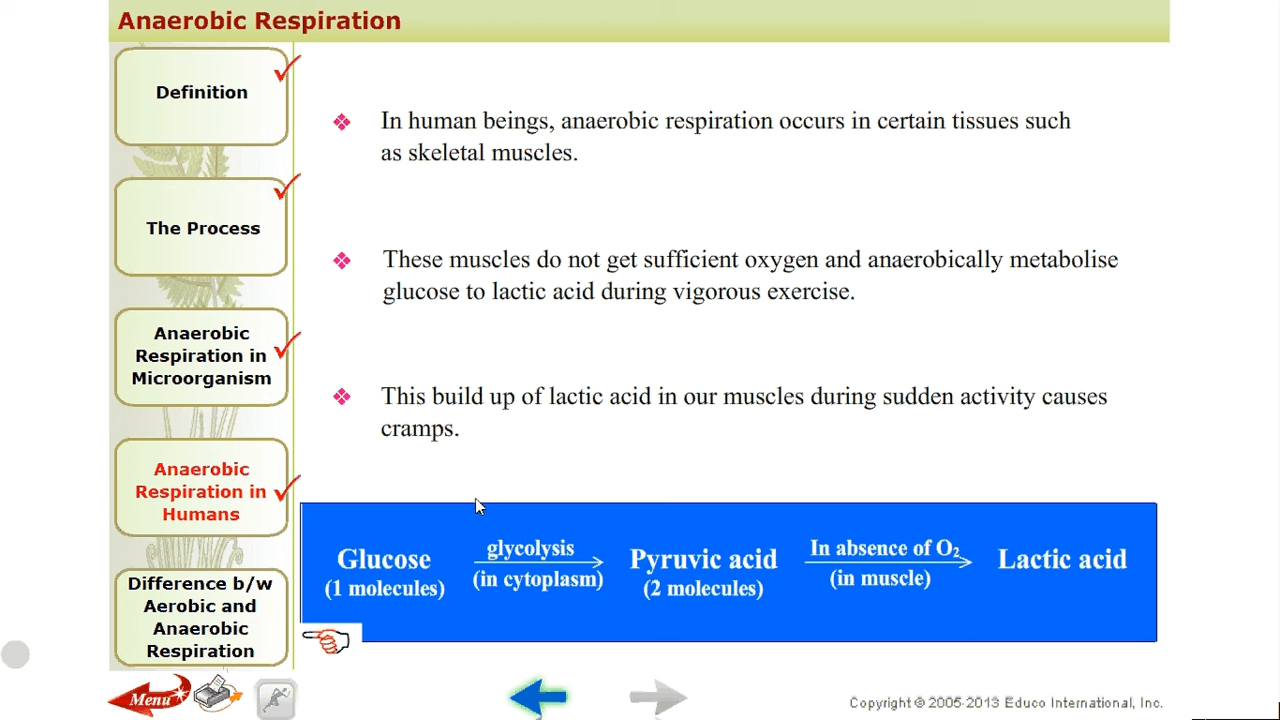 Anaerobic Respiration
Definition
The Process
Anaerobic
Respiration in
Microorganism
Anaerobic
Respiration in
Humans
Difference b/w
Aerobic and
Anaerobic
Respiration
In human beings, anaerobic respiration occurs in certain tissues such
as skeletal muscles.
These muscles do not get sufficient oxygen and anaerobically metabolise
glucose to lactic acid during vigorous exercise.
This build up of lactic acid in our muscles during sudden activity causes
cramps.
Glucose glycolysis Pyruvic acid In absence of O₂ Lactic acid
(1 molecules) (in cytoplasm) (2 molecules) (in muscle)
Menu
Copyright © 2005-2013 Educo International, Inc.